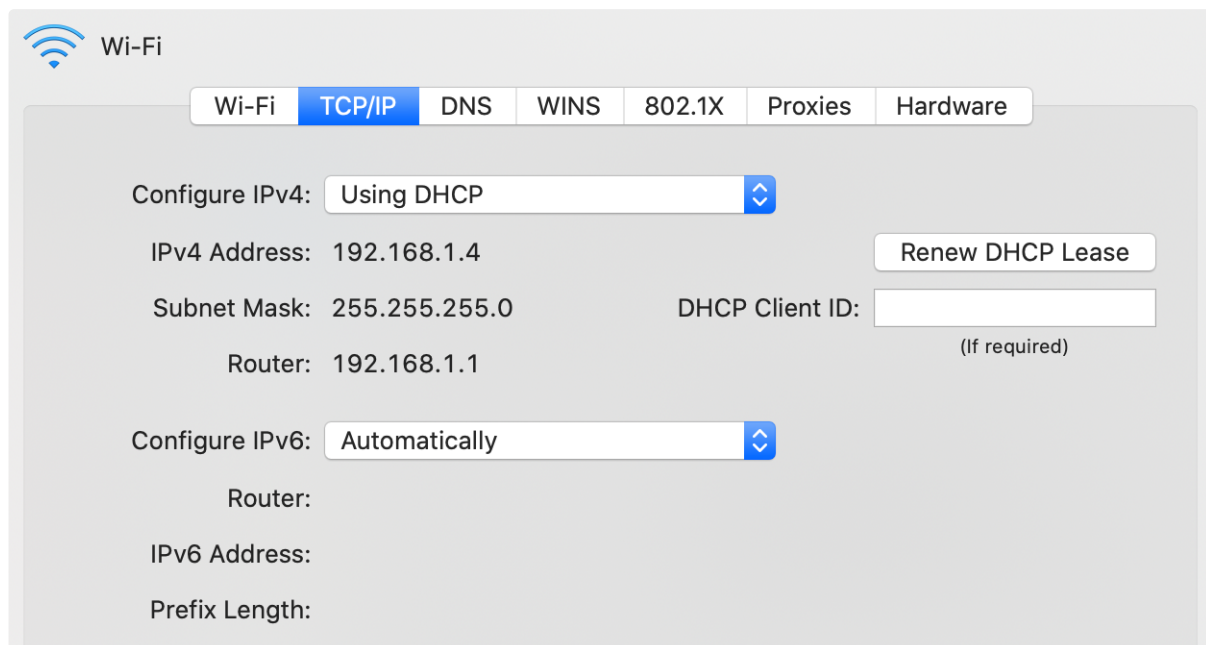 Wi-Fi
Wi-Fi TCP/IP DNS WINS 802.1X Proxies Hardware
Configure IPv4: Using DHCP
IPv4 Address: 192.168.1.4 Renew DHCP Lease
Subnet Mask: 255.255.255.0 DHCP Client ID:
(If required)
Router: 192.168.1.1
Configure IPv6: Automatically
Router:
IPv6 Address:
Prefix Length: